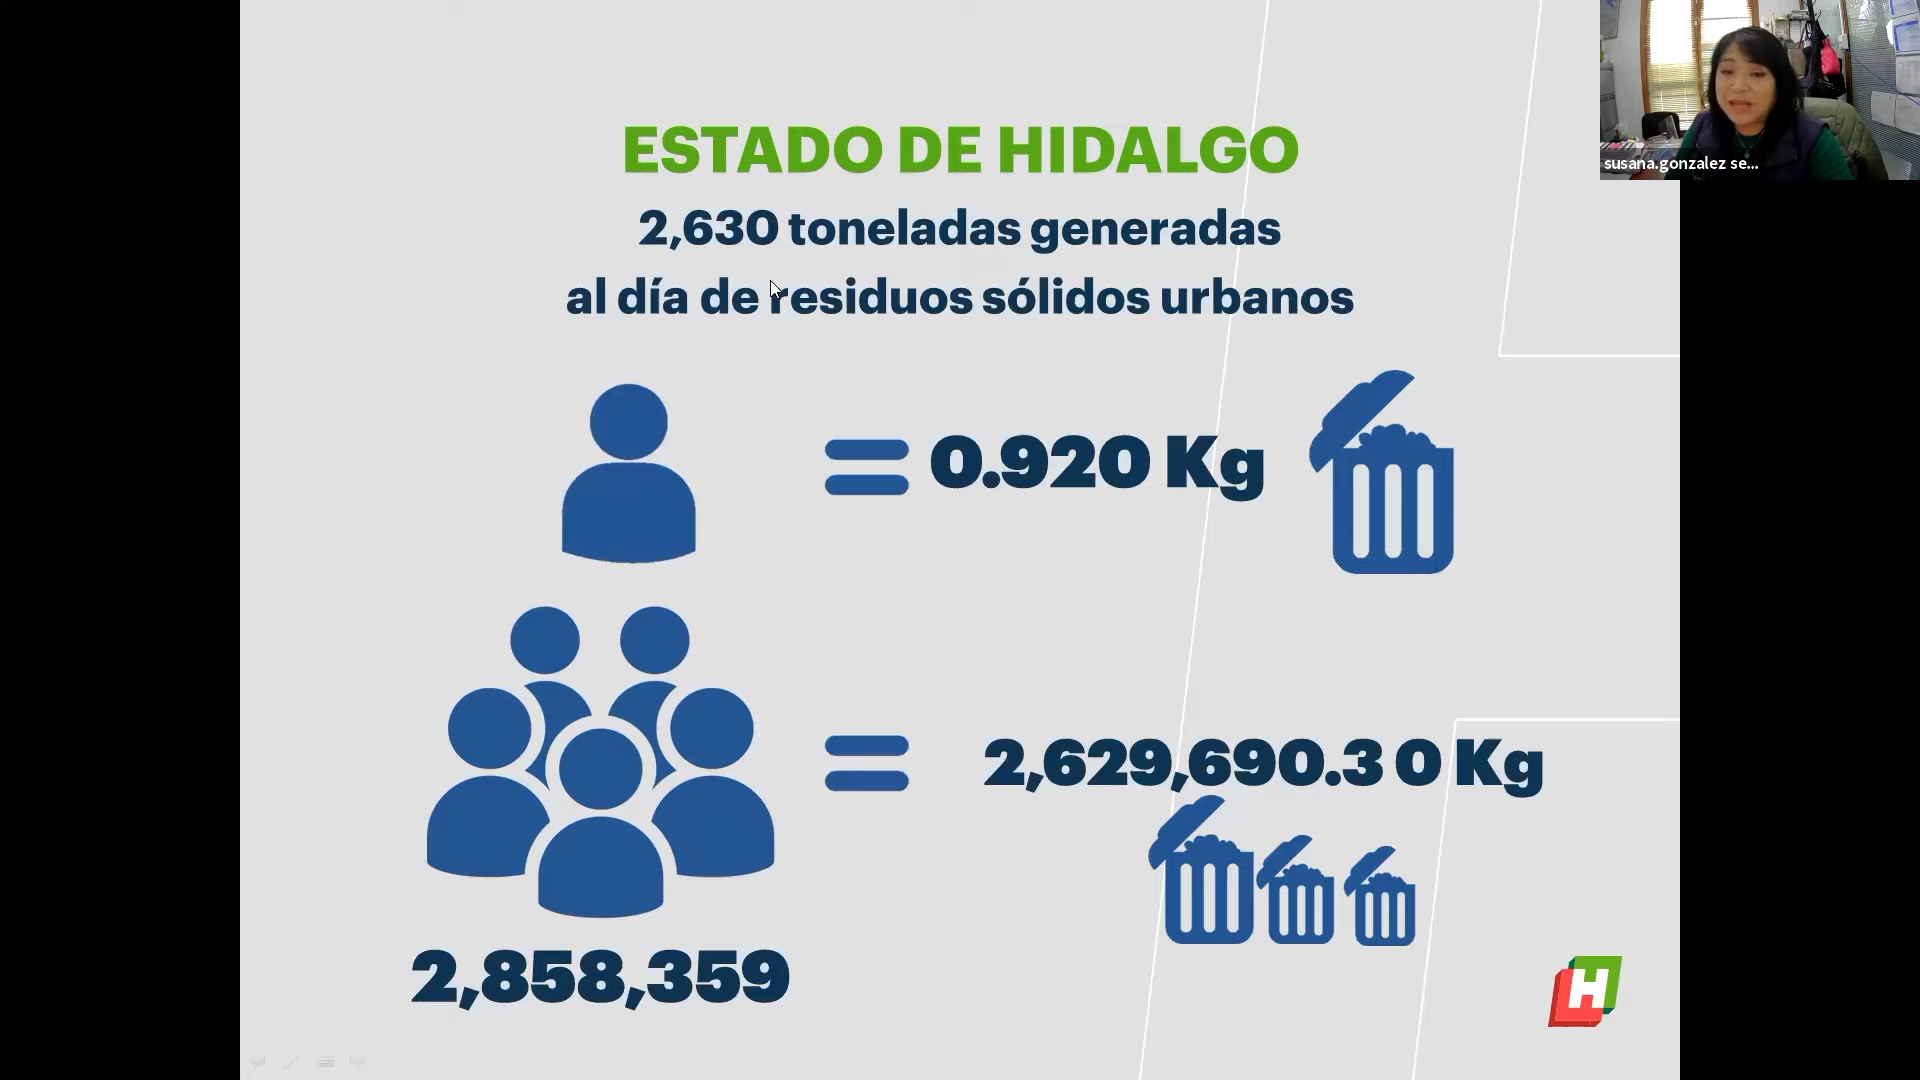 ESTADO DE HIDALGO
2,630 toneladas generadas
al día de residuos sólidos urbanos
= 0.920 Kg
= 2,629,690.3 0 Kg
2,858,359
H
susana.gonzalez se...